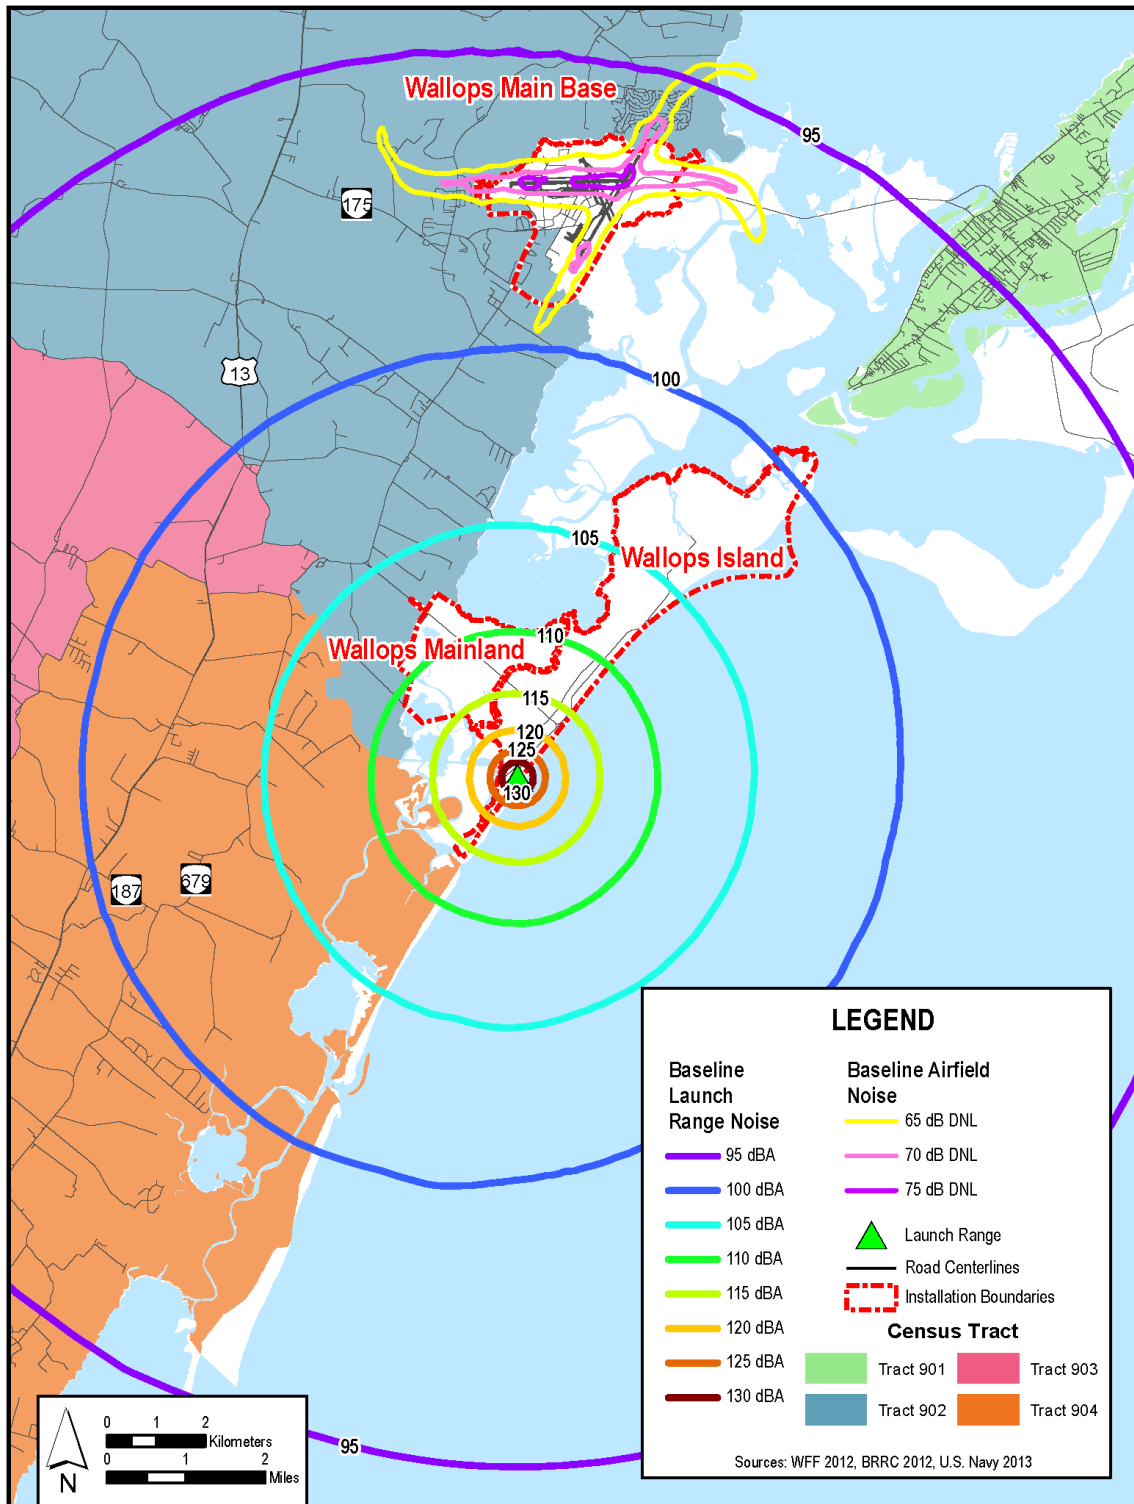 Wallops Main Base
95
175
13
100
105
Wallops Island
110
Wallops Mainland
115
120
125
130
187
679
95
LEGEND
Baseline
Launch
Range Noise
95 dBA
100 dBA
105 dBA
110 dBA
115 dBA
120 dBA
125 dBA
130 dBA
Baseline Airfield
Noise
65 dB DNL
70 dB DNL
75 dB DNL
Launch Range
Road Centerlines
Installation Boundaries
Census Tract
Tract 901
Tract 903
Tract 902
Tract 904
Sources: WFF 2012, BRRC 2012, U.S. Navy 2013
N
0 1 2
Kilometers
0 1 2
Miles